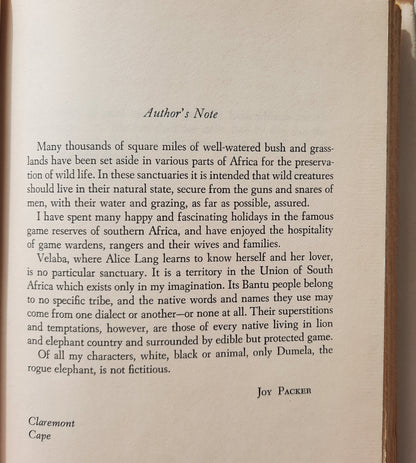 Author's Note
Many thousands of square miles of well-watered bush and grass-
lands have been set aside in various parts of Africa for the preserva-
tion of wild life. In these sanctuaries it is intended that wild creatures
should live in their natural state, secure from the guns and snares of
men, with their water and grazing, as far as possible, assured.
I have spent many happy and fascinating holidays in the famous
game reserves of southern Africa, and have enjoyed the hospitality
of game wardens, rangers and their wives and families.
Velaba, where Alice Lang learns to know herself and her lover,
is no particular sanctuary. It is a territory in the Union of South
Africa which exists only in my imagination. Its Bantu people belong
to no specific tribe, and the native words and names they use may
come from one dialect or another—or none at all. Their superstitions
and temptations, however, are those of every native living in lion
and elephant country and surrounded by edible but protected game.
Of all my characters, white, black or animal, only Dumela, the
rogue elephant, is not fictitious.
Joy Packer
Claremont
Cape